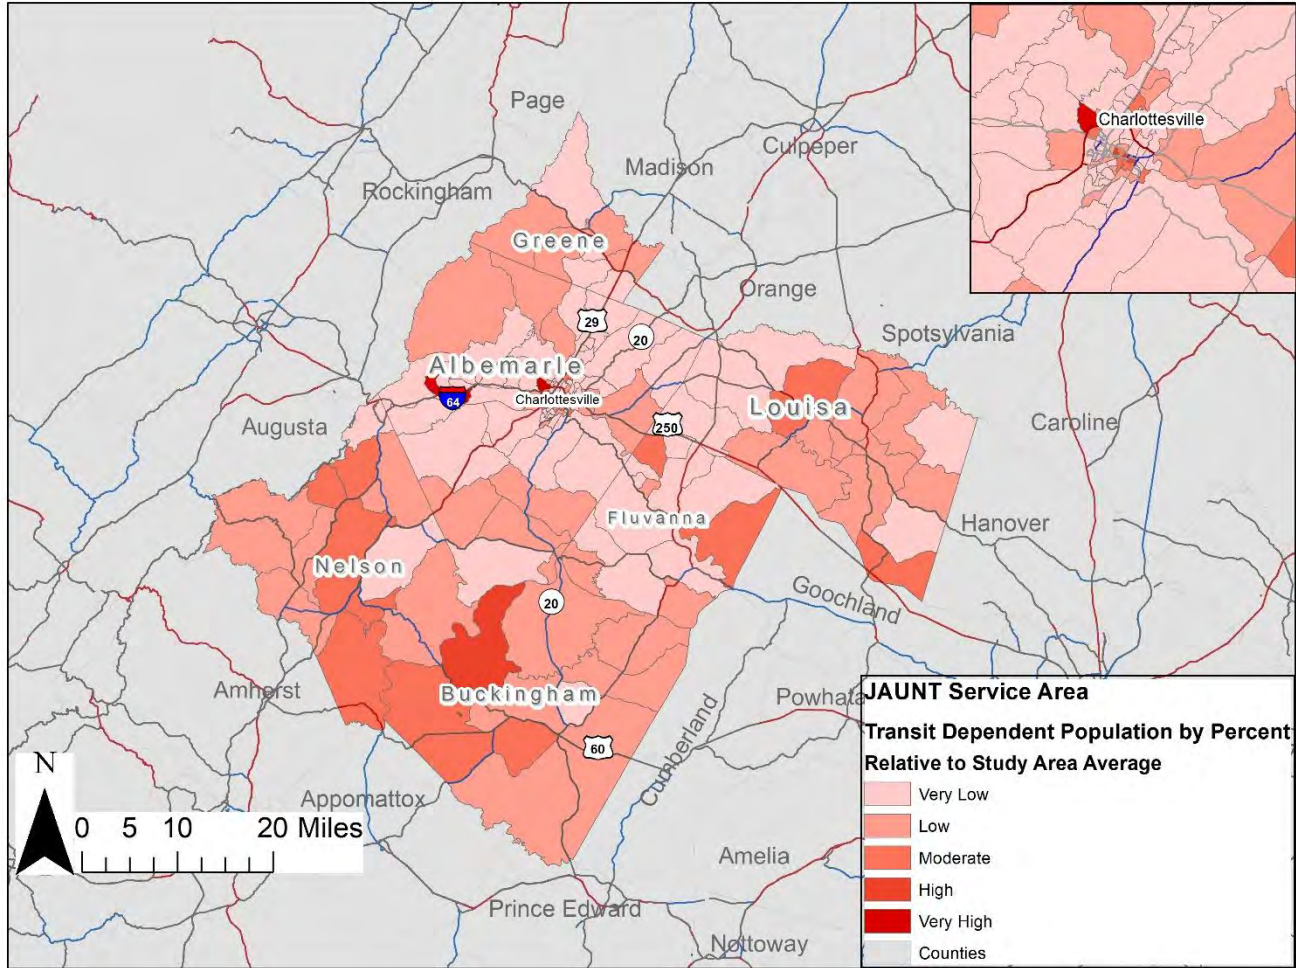 Page
Madison
Culpeper
Charlottesville
Rockingham
Greene
Orange
29
20
Spotsylvania
Albemarle
64
Charlottesville
Louisa
250
Augusta
Caroline
Fluvanna
Hanover
Nelson
20
Goochland
Amherst
Buckingham
Cumberland
Powhata
60
N
Appomattox
0 5 10 20 Miles
Amelia
Prince Edward
Nottoway
JAUNT Service Area
Transit Dependent Population by Percent
Relative to Study Area Average
Very Low
Low
Moderate
High
Very High
Counties